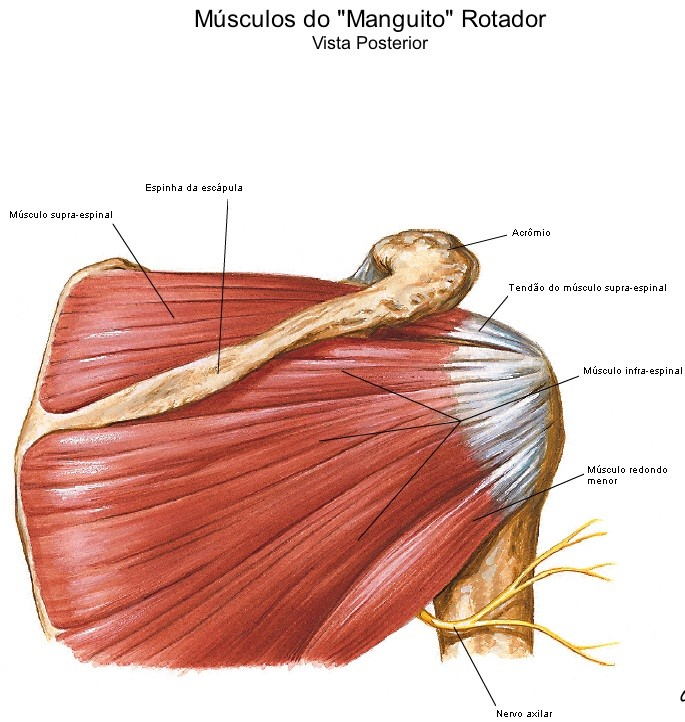 Músculos do "Manguito" Rotador
Vista Posterior
Espinha da escápula
Músculo supra-espinal
Acrômio
Tendão do músculo supra-espinal
Músculo infra-espinal
Músculo redondo
menor
Nervo axilar